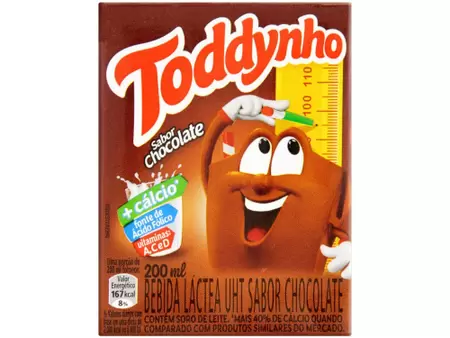 Toddynho
sabor
chocolate
+ cálcio*
fonte de
Ácido Fólico
vitaminas:
A, C e D
100 110
200 ml
Valor
Energético
167 kcal
8%
BEBIDA LÁCTEA UHT SABOR CHOCOLATE
CONTÉM SORO DE LEITE. *MAIS 40% DE CÁLCIO QUANDO
COMPARADO COM PRODUTOS SIMILARES DO MERCADO.